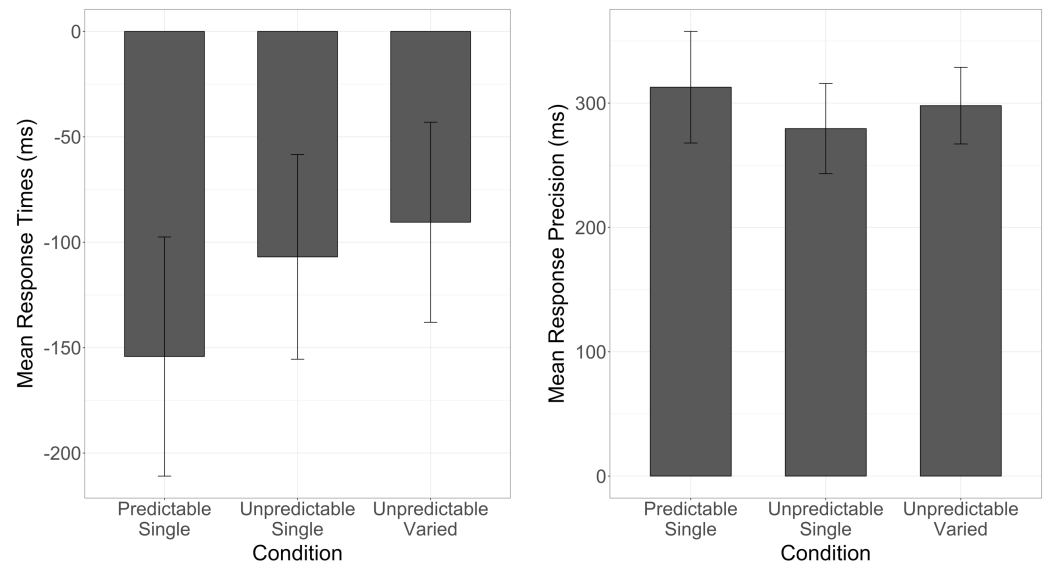 Mean Response Times (ms)
0
-50
-100
-150
-200
Predictable
Single
Unpredictable
Single
Unpredictable
Varied
Condition
Mean Response Precision (ms)
300
200
100
0
Predictable
Single
Unpredictable
Single
Unpredictable
Varied
Condition